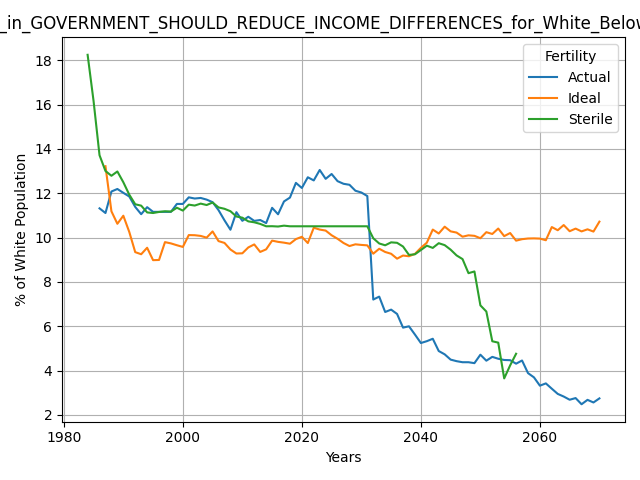 _in_GOVERNMENT_SHOULD_REDUCE_INCOME_DIFFERENCES_for_White_Below
Fertility
Actual
Ideal
Sterile
% of White Population
18
16
14
12
10
8
6
4
2
1980 2000 2020 2040 2060
Years